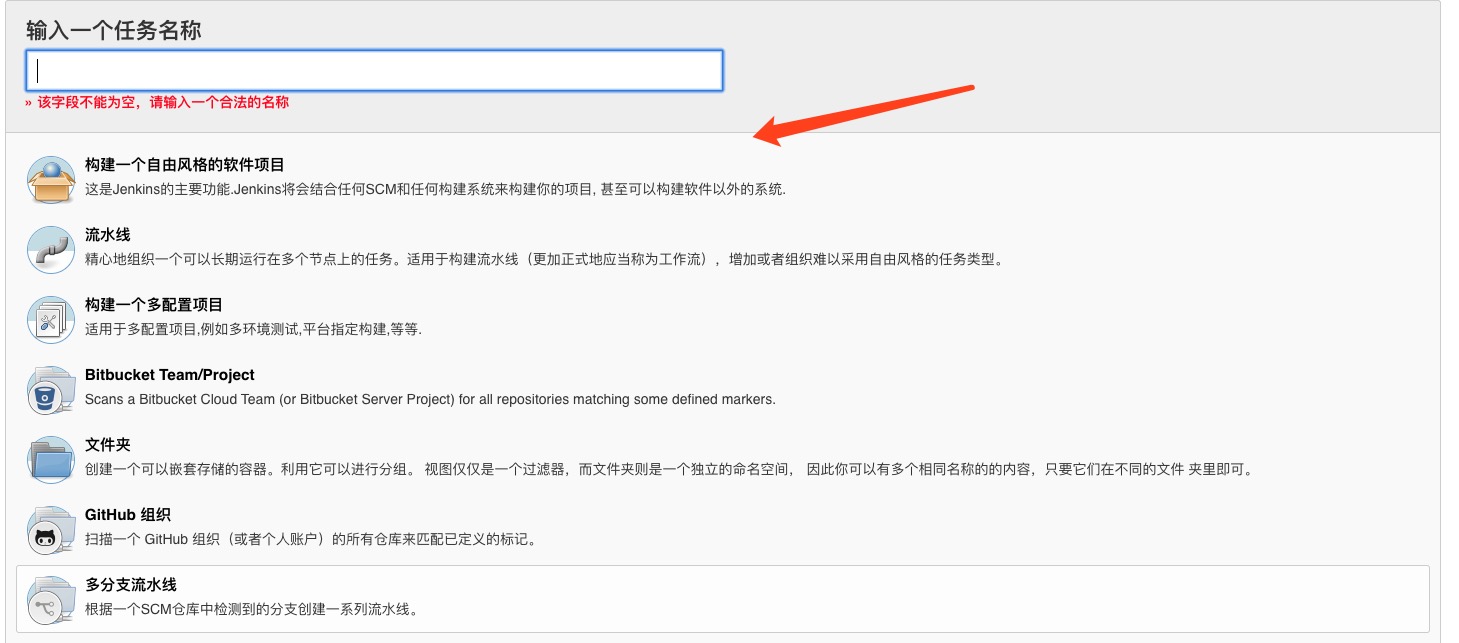 输入一个任务名称
» 该字段不能为空，请输入一个合法的名称
构建一个自由风格的软件项目
这是Jenkins的主要功能.Jenkins将会结合任何SCM和任何构建系统来构建你的项目, 甚至可以构建软件以外的系统.
流水线
精心地组织一个可以长期运行在多个节点上的任务。适用于构建流水线（更加正式地应当称为工作流），增加或者组织难以采用自由风格的任务类型。
构建一个多配置项目
适用于多配置项目,例如多环境测试,平台指定构建,等等.
Bitbucket Team/Project
Scans a Bitbucket Cloud Team (or Bitbucket Server Project) for all repositories matching some defined markers.
文件夹
创建一个可以嵌套存储的容器。利用它可以进行分组。 视图仅仅是一个过滤器，而文件夹则是一个独立的命名空间， 因此你可以有多个相同名称的的内容，只要它们在不同的文件 夹里即可。
GitHub 组织
扫描一个 GitHub 组织（或者个人账户）的所有仓库来匹配已定义的标记。
多分支流水线
根据一个SCM仓库中检测到的分支创建一系列流水线。